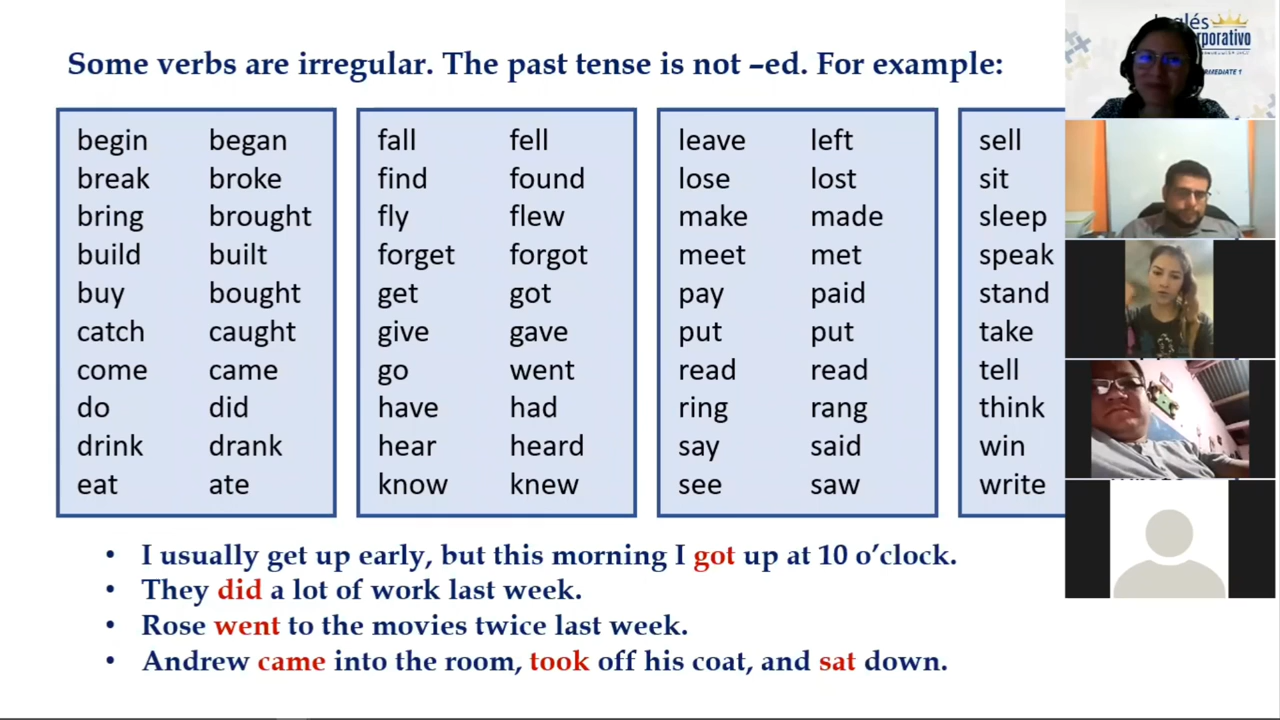 Some verbs are irregular. The past tense is not –ed. For example:
begin began
break broke
bring brought
build built
buy bought
catch caught
come came
do did
drink drank
eat ate
fall fell
find found
fly flew
forget forgot
get got
give gave
go went
have had
hear heard
know knew
leave left
lose lost
make made
meet met
pay paid
put put
read read
ring rang
say said
see saw
sell
sit
sleep
speak
stand
take
tell
think
win
write
• I usually get up early, but this morning I got up at 10 o’clock.
• They did a lot of work last week.
• Rose went to the movies twice last week.
• Andrew came into the room, took off his coat, and sat down.